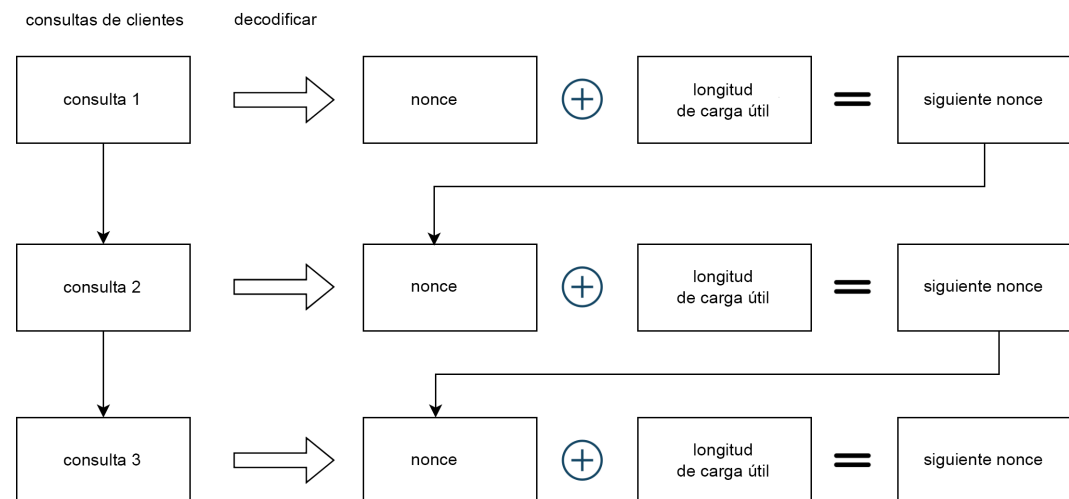 consultas de clientes
decodificar
consulta 1
nonce
longitud
de carga útil
siguiente nonce
consulta 2
nonce
longitud
de carga útil
siguiente nonce
consulta 3
nonce
longitud
de carga útil
siguiente nonce